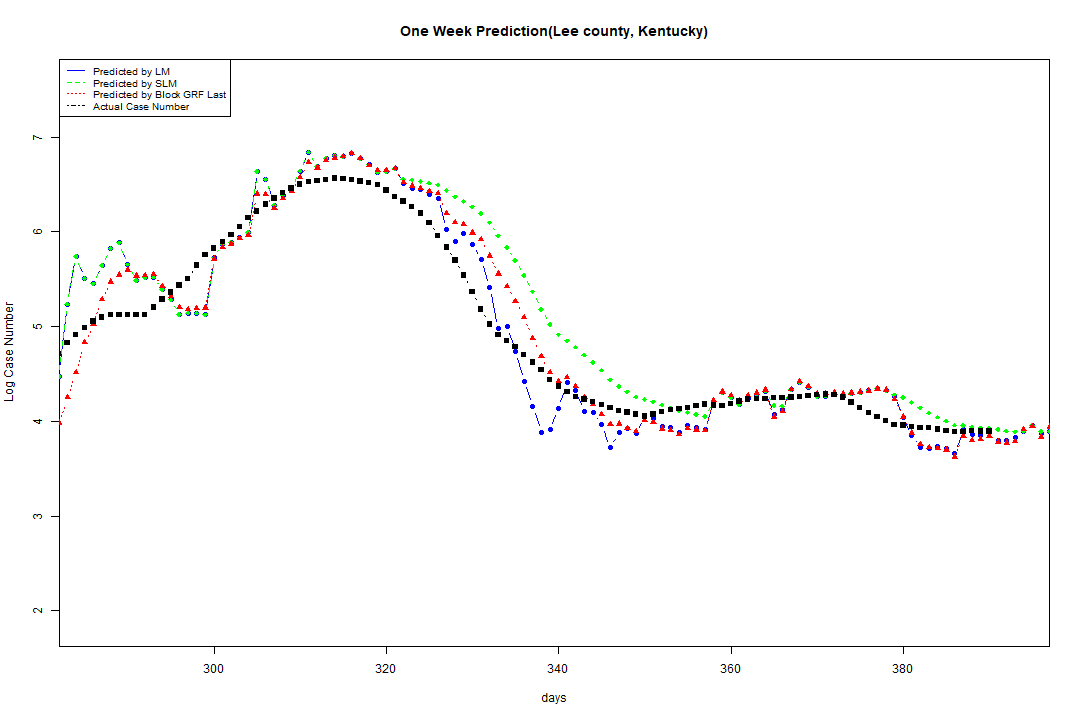 One Week Prediction(Lee county, Kentucky)
Predicted by LM
Predicted by SLM
Predicted by Block GRF Last
Actual Case Number
7
6
5
4
3
2
Log Case Number
300 320 340 360 380
days